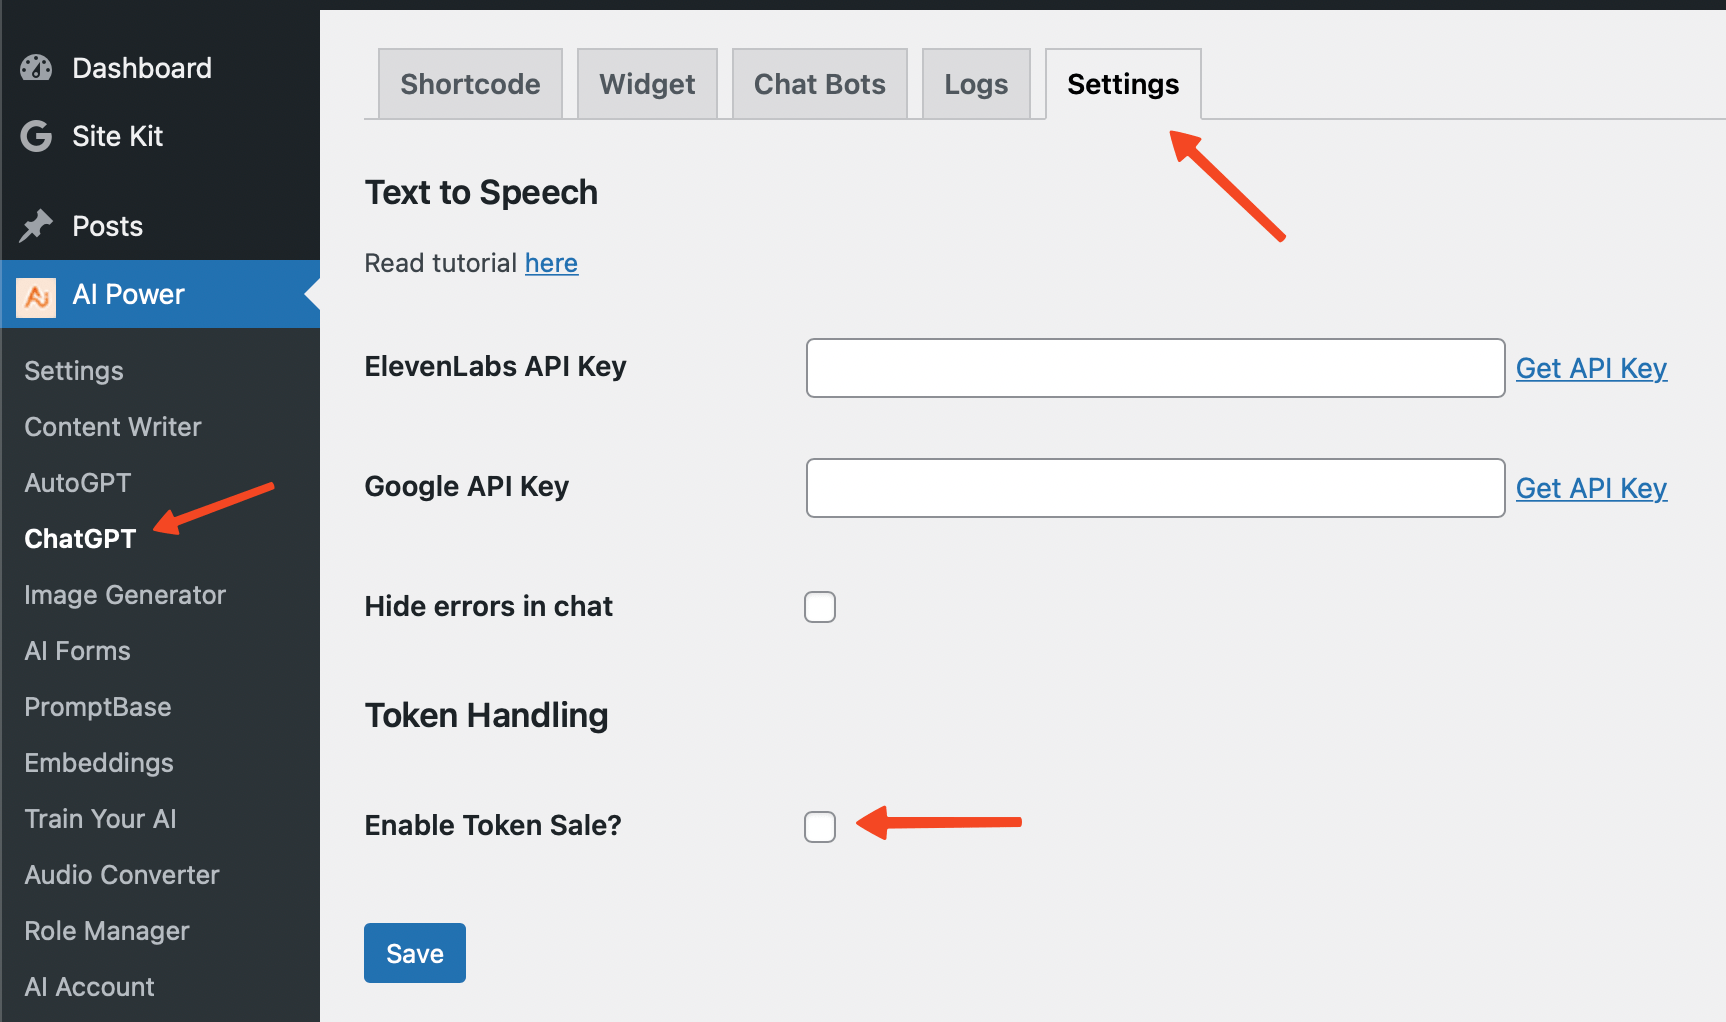 Dashboard
Site Kit
Posts
AI Power
Settings
Content Writer
AutoGPT
ChatGPT
Image Generator
AI Forms
PromptBase
Embeddings
Train Your AI
Audio Converter
Role Manager
AI Account
Shortcode Widget Chat Bots Logs Settings
Text to Speech
Read tutorial here
ElevenLabs API Key Get API Key
Google API Key Get API Key
Hide errors in chat
Token Handling
Enable Token Sale?
Save